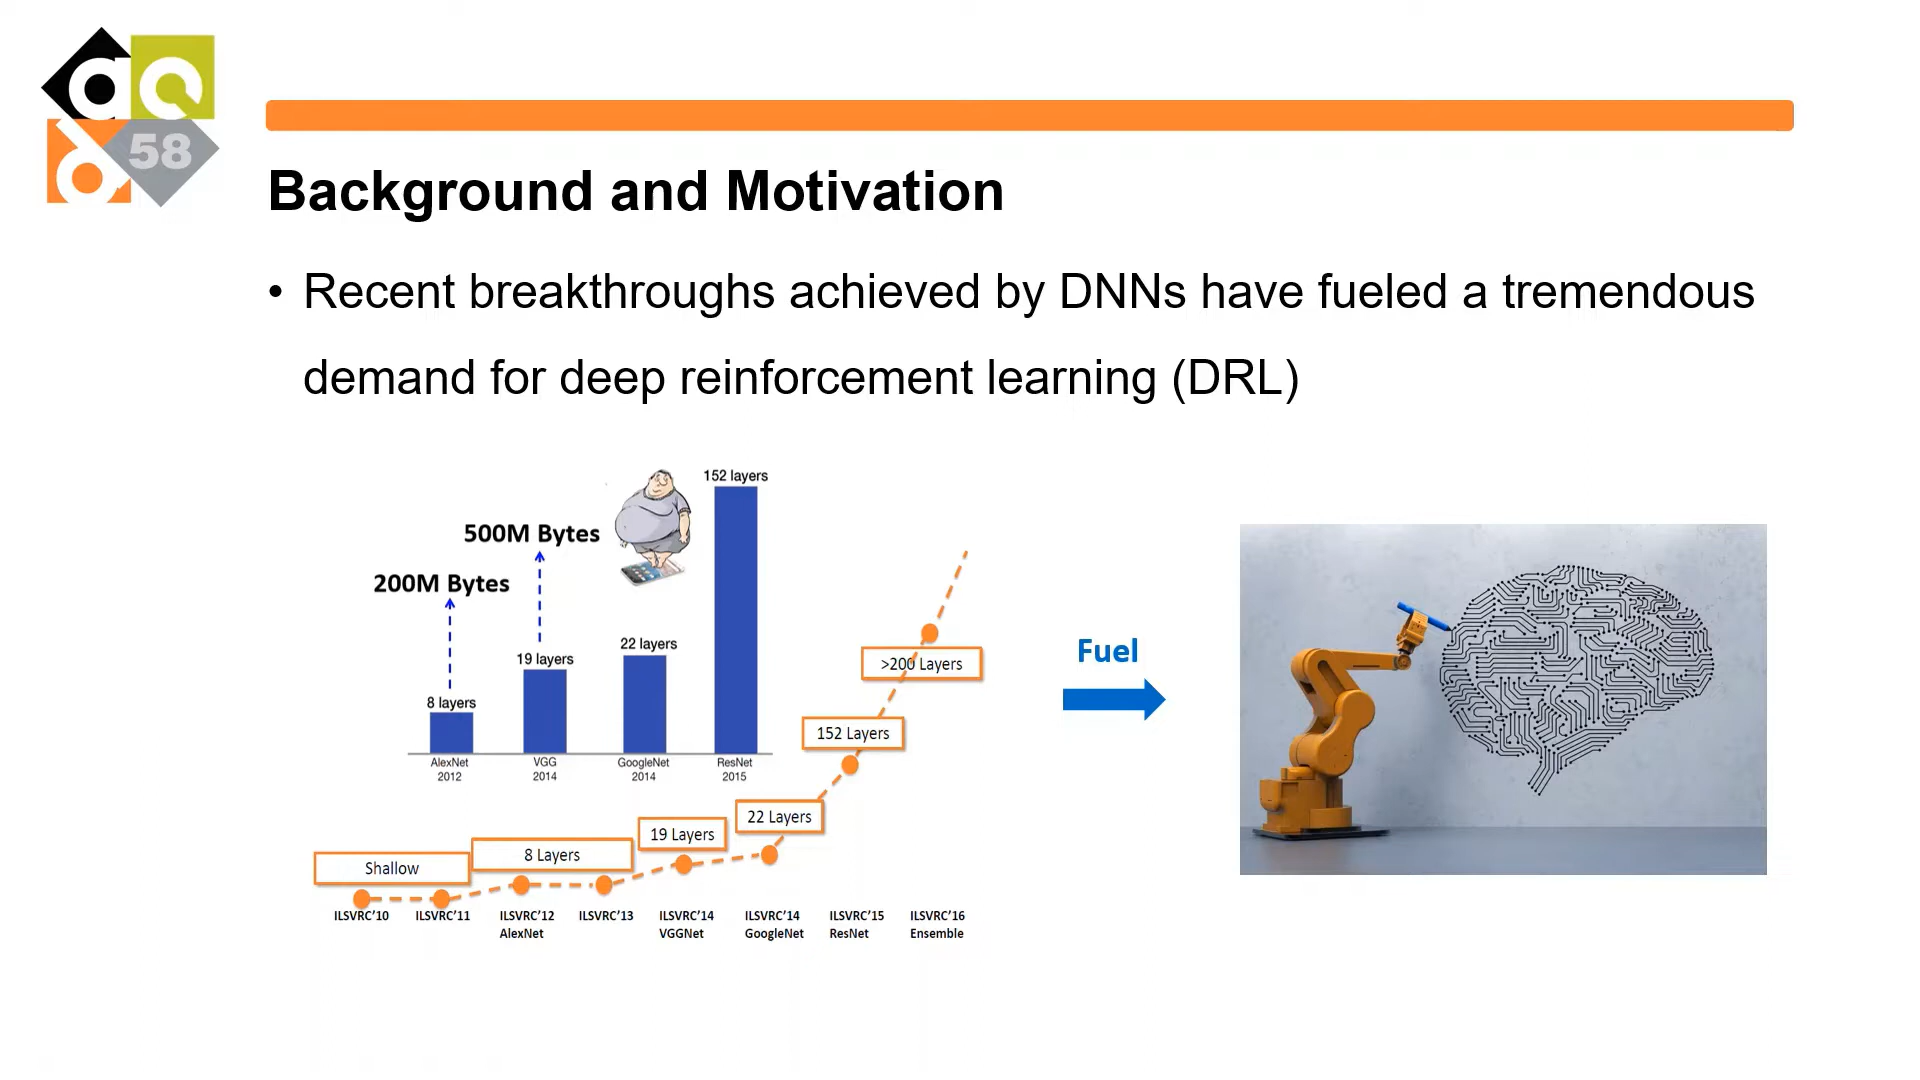 58
Background and Motivation
• Recent breakthroughs achieved by DNNs have fueled a tremendous
demand for deep reinforcement learning (DRL)
152 layers
500M Bytes
200M Bytes
22 layers
19 layers
8 layers
AlexNet
2012
VGG
2014
GoogleNet
2014
ResNet
2015
>200 Layers
152 Layers
22 Layers
19 Layers
8 Layers
Shallow
ILSVRC'10
ILSVRC'11
ILSVRC'12
AlexNet
ILSVRC'13
ILSVRC'14
VGGNet
ILSVRC'14
GoogleNet
ILSVRC'15
ResNet
ILSVRC'16
Ensemble
Fuel